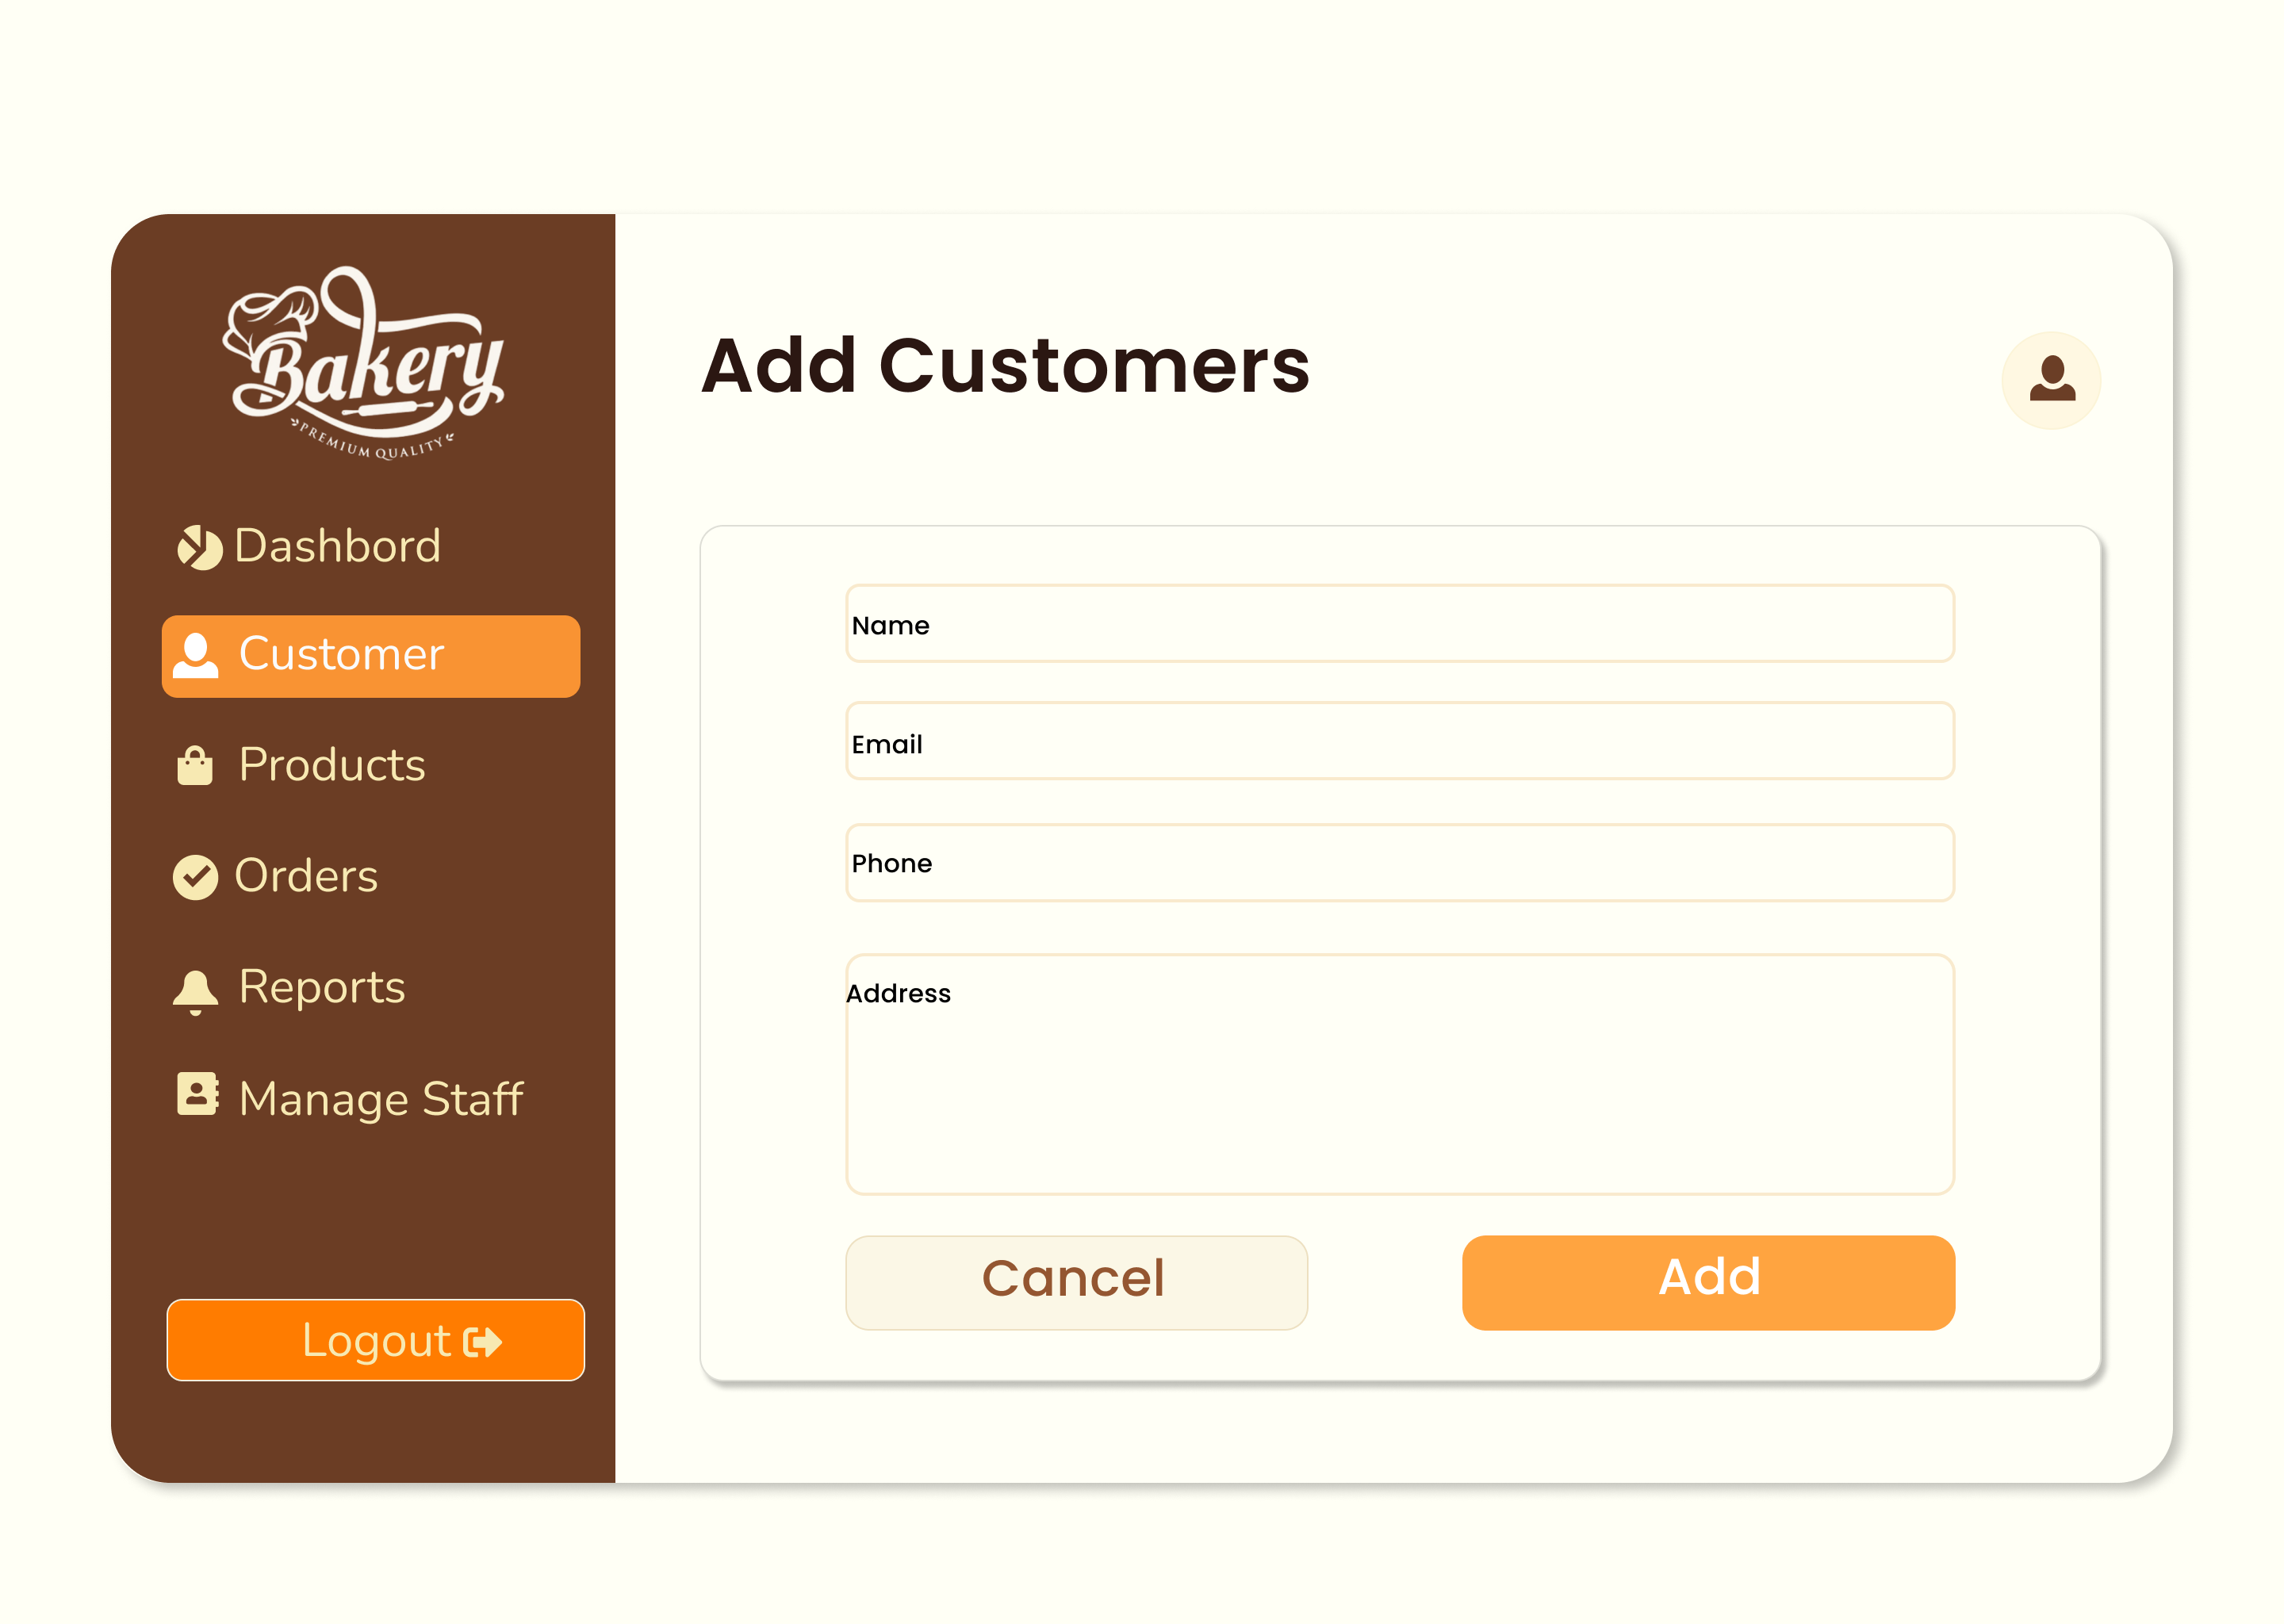 Bakery
PREMIUM QUALITY
Dashbord
Customer
Products
Orders
Reports
Manage Staff
Logout
Add Customers
Name
Email
Phone
Address
Cancel
Add